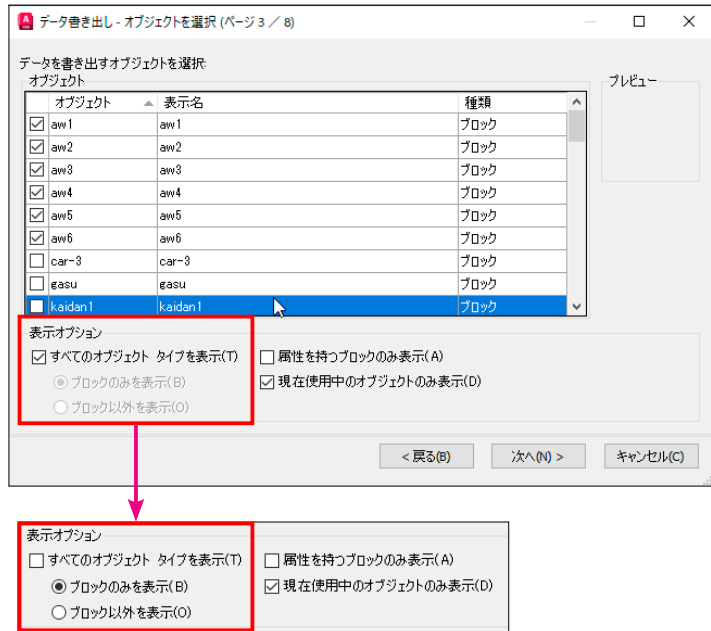 データ書き出し - オブジェクトを選択 (ページ 3 ／ 8)
データを書き出すオブジェクトを選択:
オブジェクト
プレビュー
オブジェクト 表示名 種類
aw1 aw1 ブロック
aw2 aw2 ブロック
aw3 aw3 ブロック
aw4 aw4 ブロック
aw5 aw5 ブロック
aw6 aw6 ブロック
car-3 car-3 ブロック
gasu gasu ブロック
kaidan1 kaidan1 ブロック
表示オプション
すべてのオブジェクト タイプを表示(T) 属性を持つブロックのみ表示(A)
ブロックのみを表示(B) 現在使用中のオブジェクトのみ表示(D)
ブロック以外を表示(O)
< 戻る(B) 次へ(N) > キャンセル(C)
表示オプション
すべてのオブジェクト タイプを表示(T) 属性を持つブロックのみ表示(A)
ブロックのみを表示(B) 現在使用中のオブジェクトのみ表示(D)
ブロック以外を表示(O)